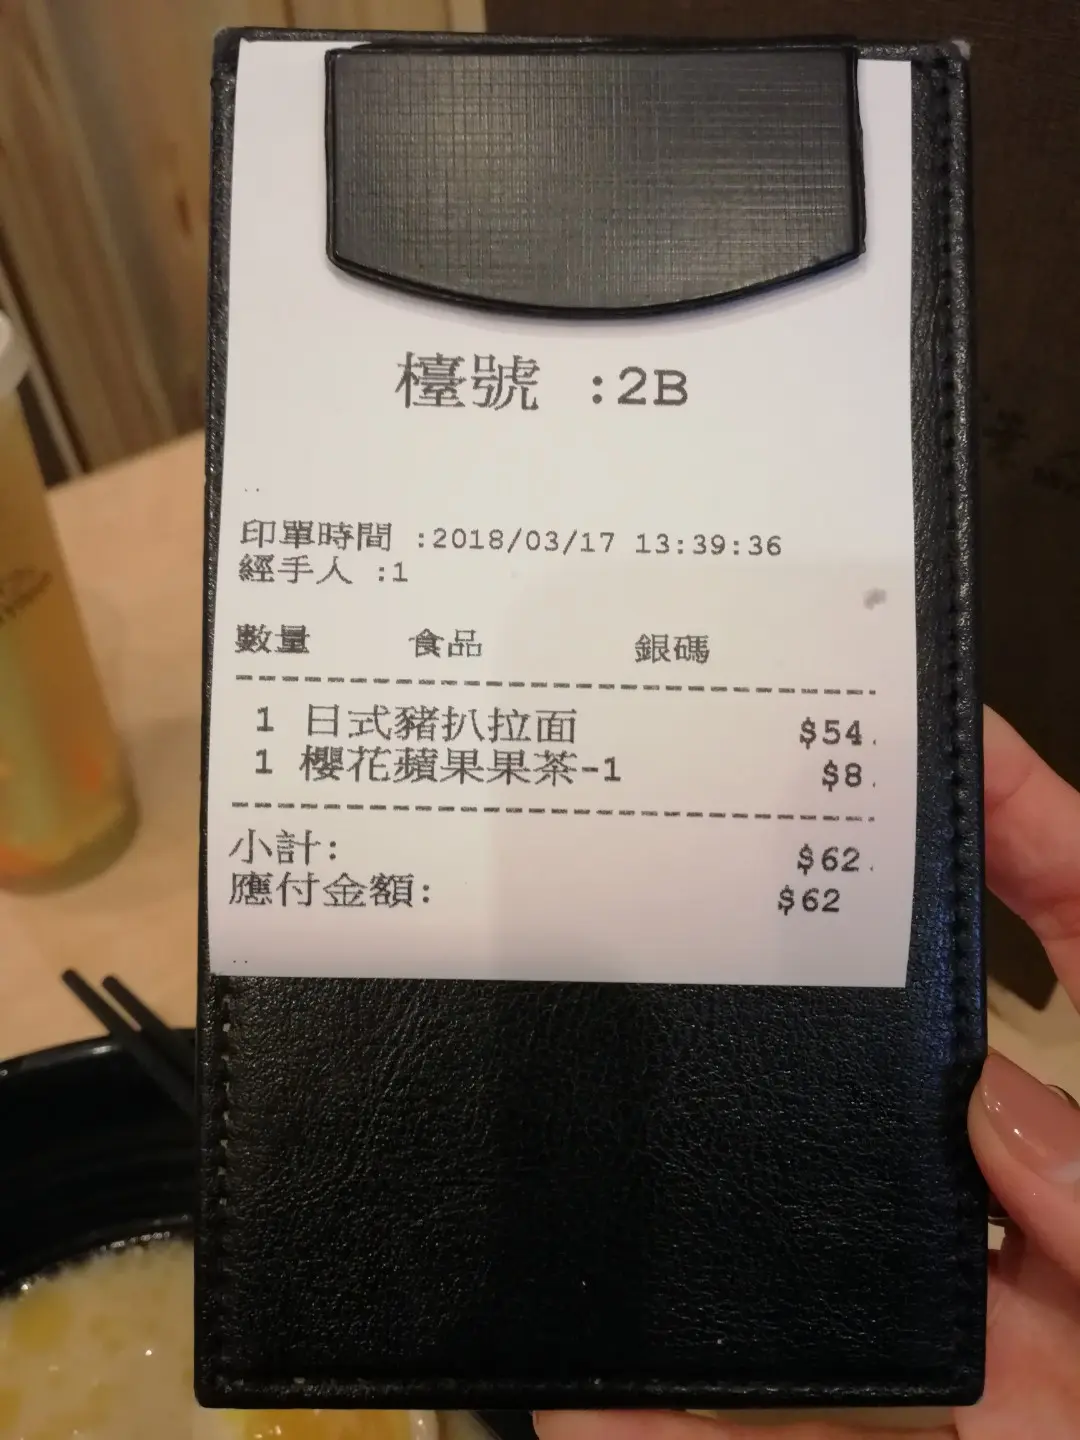 檯號 :2B
..
印單時間 :2018/03/17 13:39:36
經手人 :1
數量 食品 銀碼
1 日式豬扒拉面 $54.
1 櫻花蘋果果茶-1 $8.
小計: $62.
應付金額: $62
..